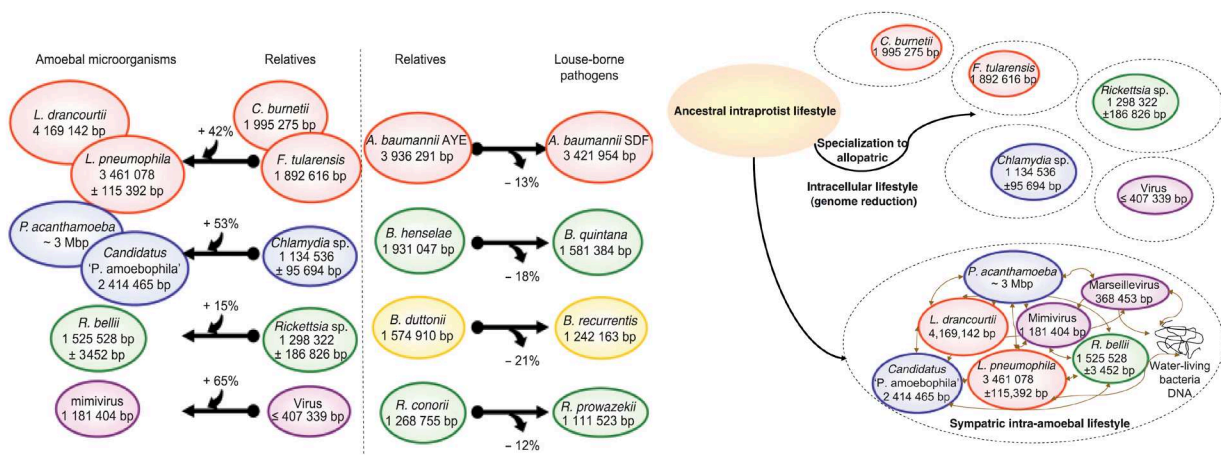 Amoebal microorganisms
Relatives
L. drancourtii
4 169 142 bp
L. pneumophila
3 461 078
± 115 392 bp
+ 42%
C. burnetii
1 995 275 bp
F. tularensis
1 892 616 bp
P. acanthamoeba
~ 3 Mbp
Candidatus
'P. amoebophila'
2 414 465 bp
+ 53%
Chlamydia sp.
1 134 536
± 95 694 bp
R. bellii
1 525 528 bp
± 3452 bp
+ 15%
Rickettsia sp.
1 298 322
± 186 826 bp
mimivirus
1 181 404 bp
+ 65%
Virus
≤ 407 339 bp
Relatives
Louse-borne
pathogens
A. baumannii AYE
3 936 291 bp
– 13%
A. baumannii SDF
3 421 954 bp
B. henselae
1 931 047 bp
– 18%
B. quintana
1 581 384 bp
B. duttonii
1 574 910 bp
– 21%
B. recurrentis
1 242 163 bp
R. conorii
1 268 755 bp
– 12%
R. prowazekii
1 111 523 bp
Ancestral intraprotist lifestyle
Specialization to
allopatric
Intracellular lifestyle
(genome reduction)
C. burnetii
1 995 275 bp
F. tularensis
1 892 616 bp
Rickettsia sp.
1 298 322
±186 826 bp
Chlamydia sp.
1 134 536
±95 694 bp
Virus
≤ 407 339 bp
P. acanthamoeba
~ 3 Mbp
Marseillevirus
368 453 bp
L. drancourtii
4,169,142 bp
Mimivirus
1 181 404 bp
R. bellii
1 525 528
±3 452 bp
Candidatus
'P. amoebophila'
2 414 465 bp
L. pneumophila
3 461 078
±115,392 bp
Water-living
bacteria
DNA.
Sympatric intra-amoebal lifestyle